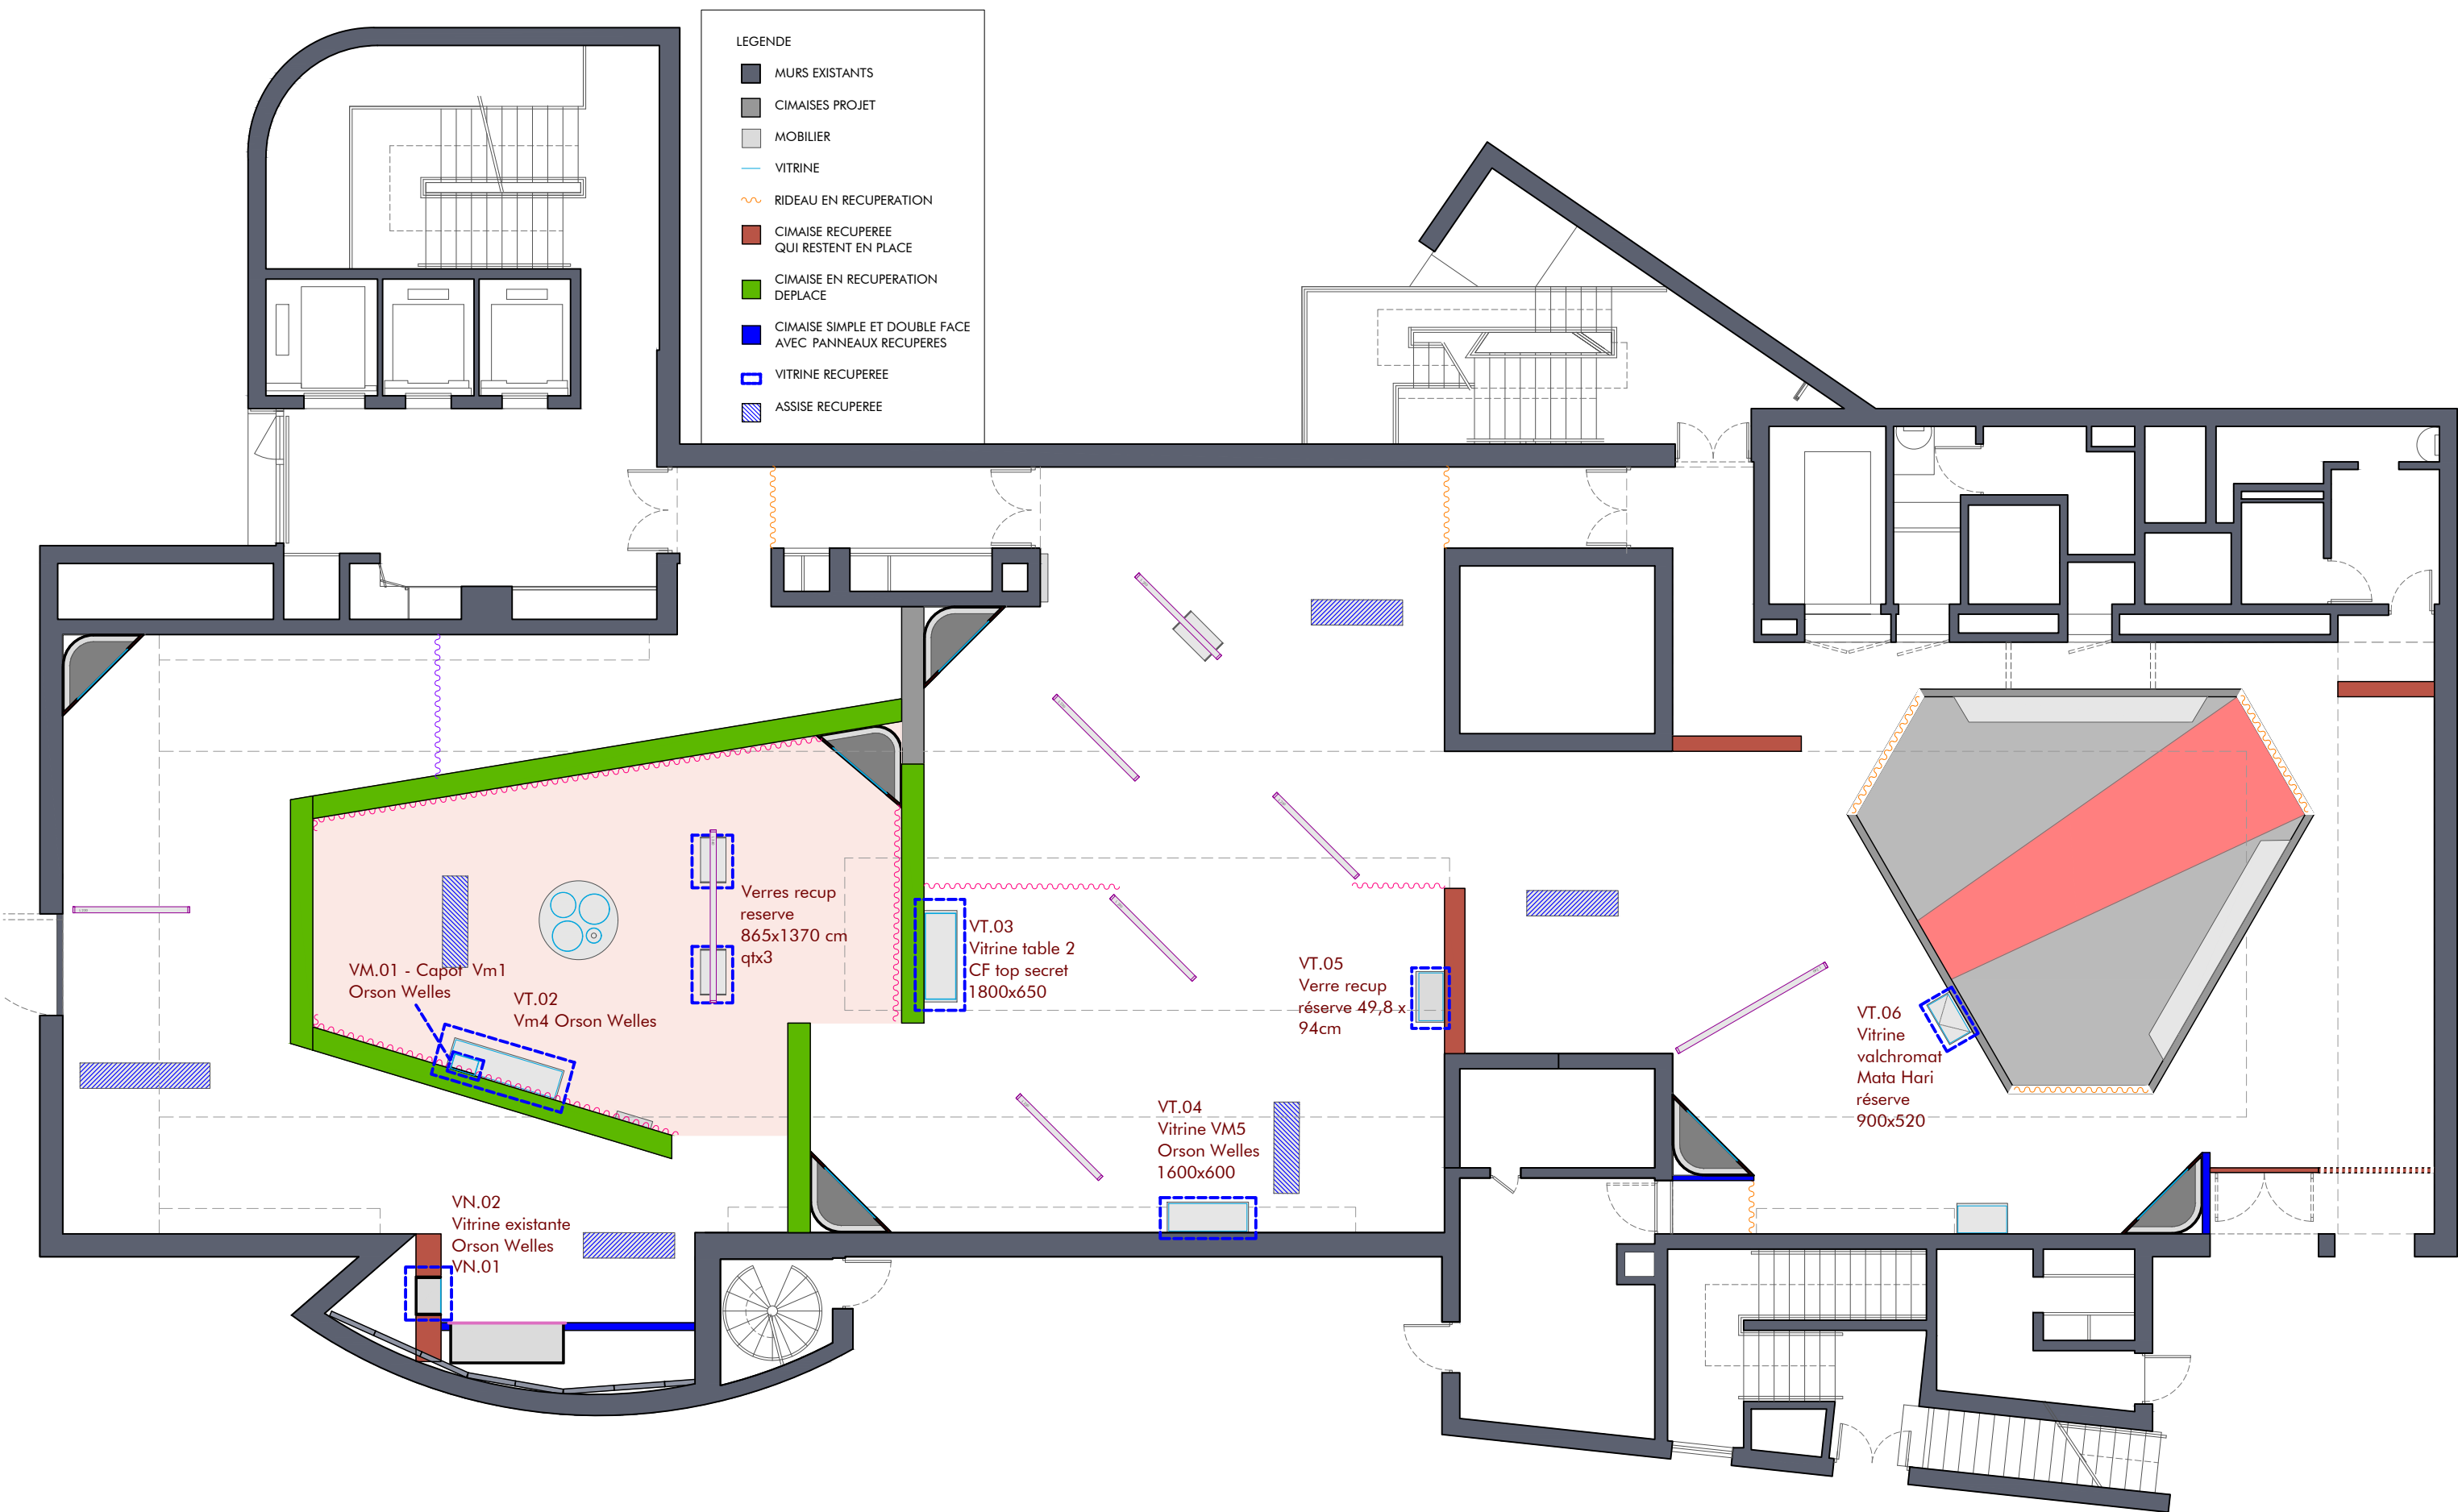 LEGENDE
MURS EXISTANTS
CIMAISES PROJET
MOBILIER
VITRINE
RIDEAU EN RECUPERATION
CIMAISE RECUPEREE
QUI RESTENT EN PLACE
CIMAISE EN RECUPERATION
DEPLACE
CIMAISE SIMPLE ET DOUBLE FACE
AVEC PANNEAUX RECUPERES
VITRINE RECUPEREE
ASSISE RECUPEREE
Verres recup
reserve
865x1370 cm
qtx3
VM.01 - Capot Vm1
Orson Welles
VT.02
Vm4 Orson Welles
VT.03
Vitrine table 2
CF top secret
1800x650
VT.05
Verre recup
réserve 49,8 x
94cm
VT.06
Vitrine
valchromat
Mata Hari
réserve
900x520
VT.04
Vitrine VM5
Orson Welles
1600x600
VN.02
Vitrine existante
Orson Welles
VN.01